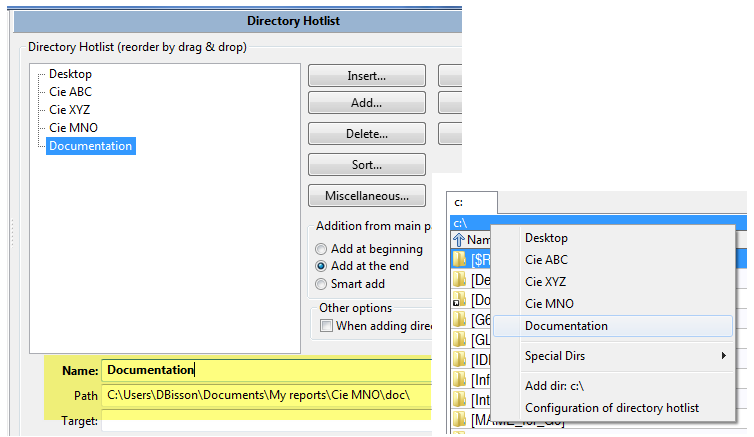 Directory Hotlist
Directory Hotlist (reorder by drag & drop)
Desktop
Cie ABC
Cie XYZ
Cie MNO
Documentation
Insert...
Add...
Delete...
Sort...
Miscellaneous...
Addition from main p
Add at beginning
Add at the end
Smart add
Other options
When adding direc
Name: Documentation
Path C:\Users\DBisson\Documents\My reports\Cie MNO\doc\
Target:
c:
c:\
Nam
[$R
[De
[Do
[G6
[GL
[IDI
[Inf
[Int
Desktop
Cie ABC
Cie XYZ
Cie MNO
Documentation
Special Dirs
Add dir: c:\
Configuration of directory hotlist